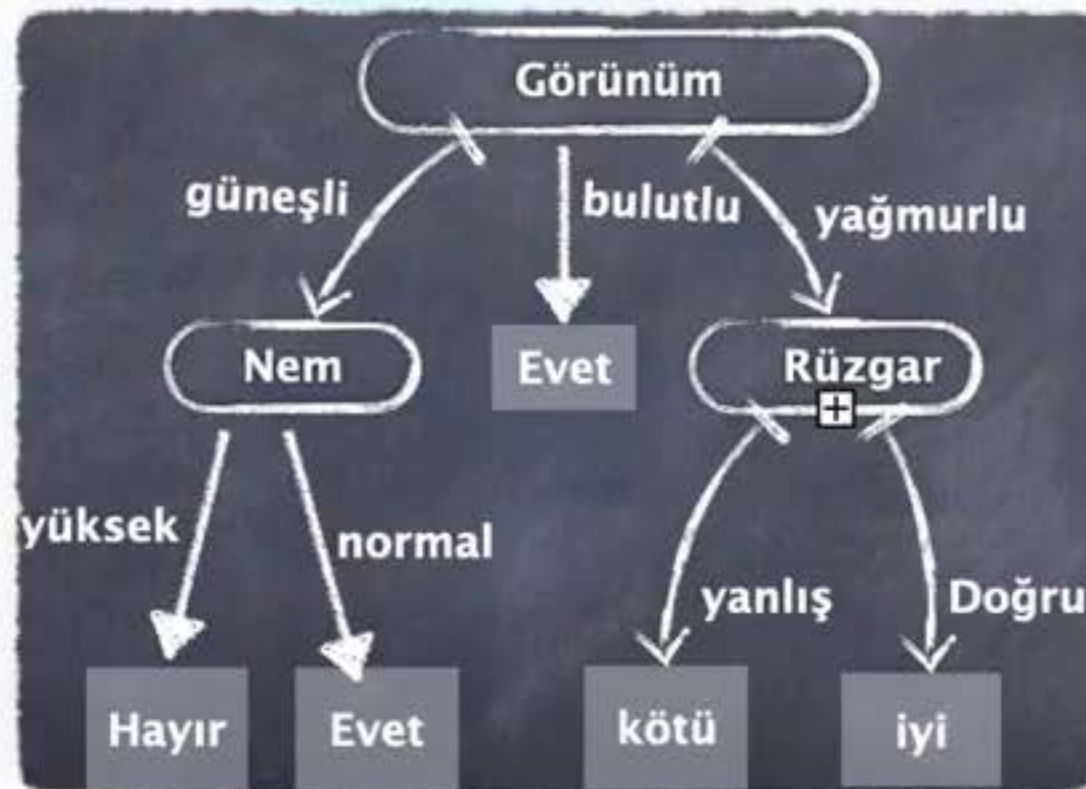 Görünüm
güneşli
bulutlu
yağmurlu
Nem
Evet
Rüzgar
yüksek
normal
yanlış
Doğru
Hayır
Evet
kötü
iyi